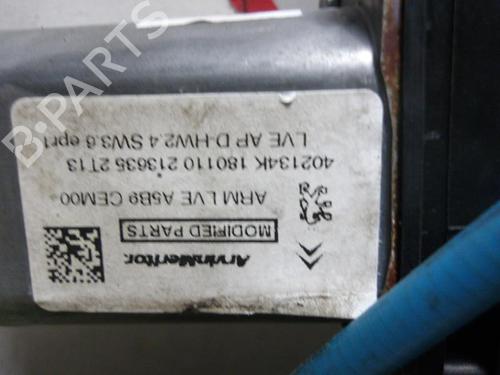 ArvinMeritor
MODIFIED PARTS
ARM LVE A5B9 CEM00
402134K 180110 213635 2T13
LVE AP D-HW2.4 SW3.6 epr1
B-PARTS